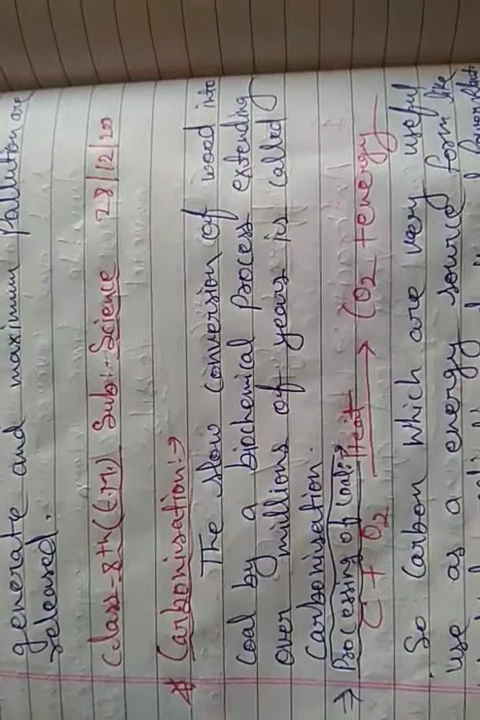 generate and maximum Pollution are
released.
Class-8th(E.M.) Sub:- Science 28/12/20
* Carbonisation:→
The slow conversion of wood into
coal by a biochemical process extending
over millions of years is called
Carbonisation.
⇒ Processing of coal:→
C + O2 Heat → CO2 + energy
So Carbon which are very useful
use as a energy source form like